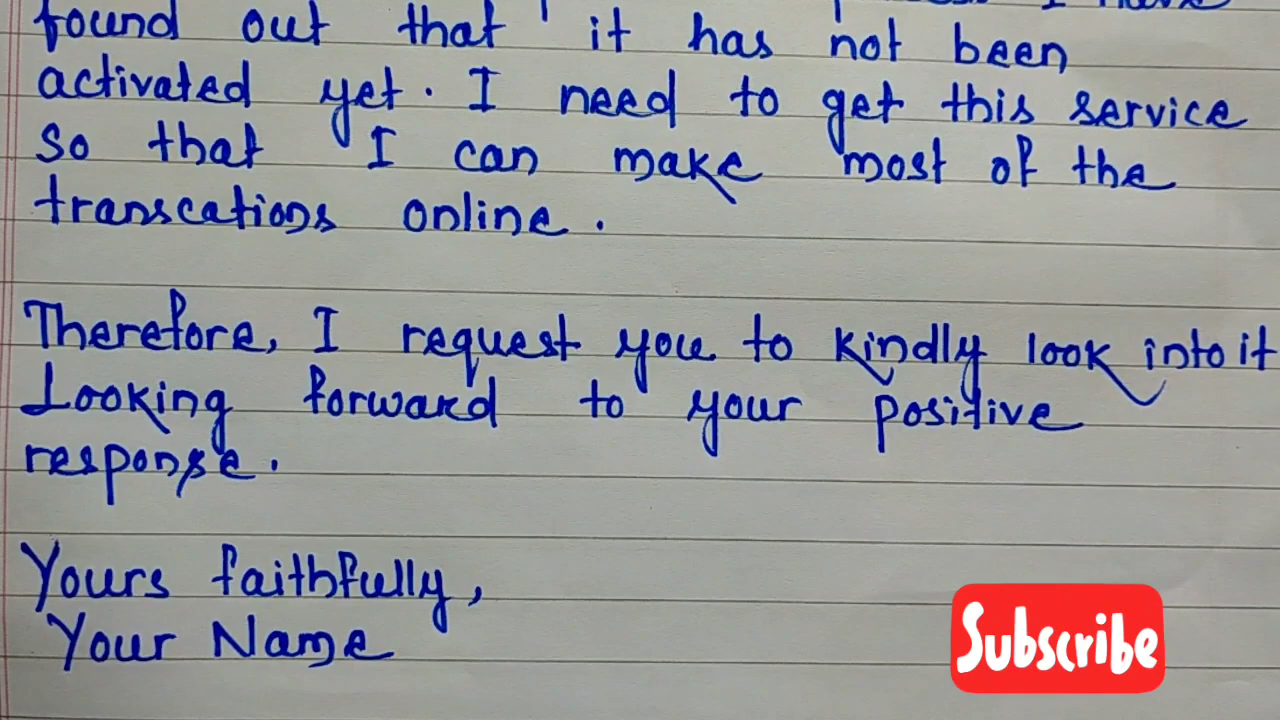 I have
found out that it has not been
activated yet. I need to get this service
so that I can make most of the
transcations online.
Therefore, I request you to kindly look into it
Looking forward to your positive
response.
Yours faithfully,
Your Name
Subscribe